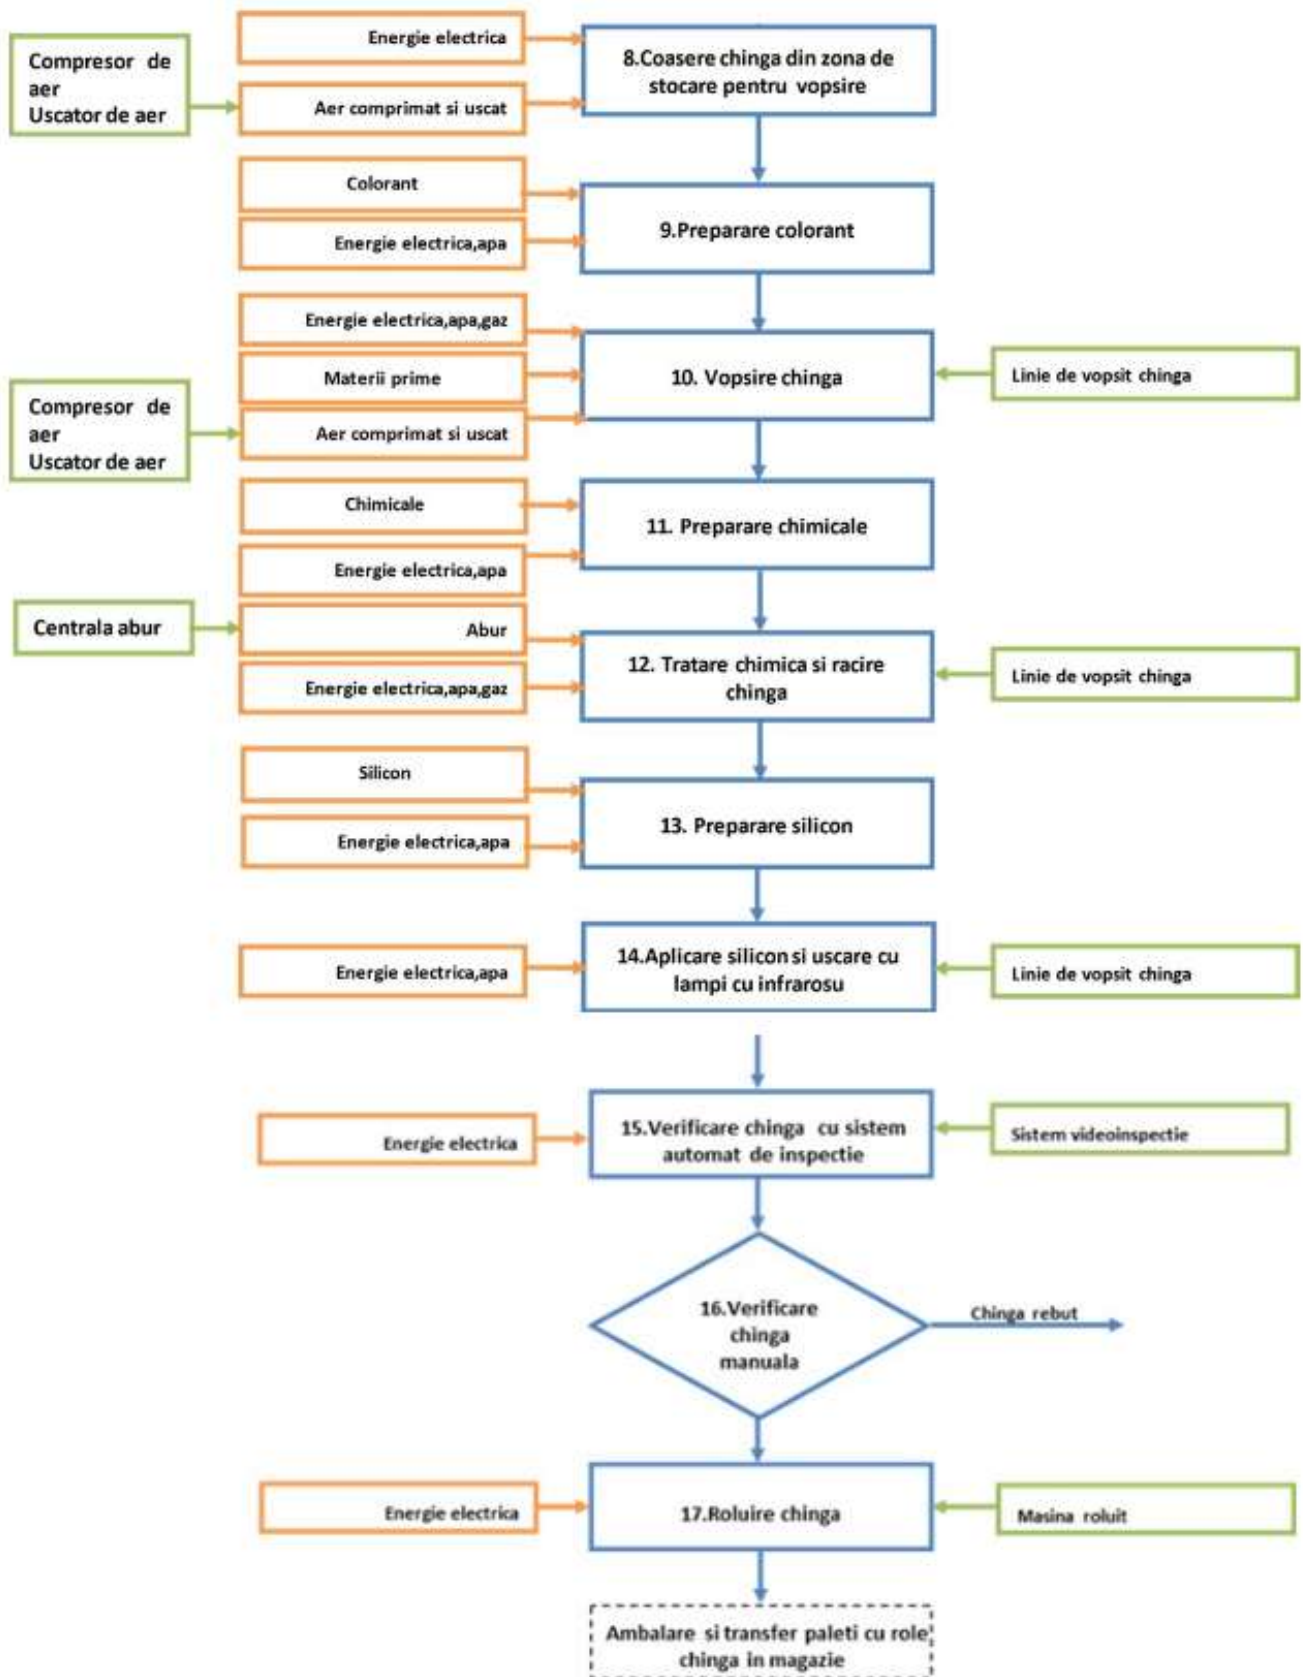 Energie electrica
Compresor de
aer
Uscator de aer
Aer comprimat si uscat
8.Coasere chinga din zona de
stocare pentru vopsire
Colorant
Energie electrica,apa
9.Preparare colorant
Energie electrica,apa,gaz
Materii prime
Compresor de
aer
Uscator de aer
Aer comprimat si uscat
10. Vopsire chinga
Linie de vopsit chinga
Chimicale
Energie electrica,apa
11. Preparare chimicale
Centrala abur
Abur
Energie electrica,apa,gaz
12. Tratare chimica si racire
chinga
Linie de vopsit chinga
Silicon
Energie electrica,apa
13. Preparare silicon
Energie electrica,apa
14.Aplicare silicon si uscare cu
lampi cu infrarosu
Linie de vopsit chinga
Energie electrica
15.Verificare chinga cu sistem
automat de inspectie
Sistem videoinspectie
16.Verificare
chinga
manuala
Chinga rebut
Energie electrica
17.Roluire chinga
Masina roluit
Ambalare si transfer paleti cu role
chinga in magazie